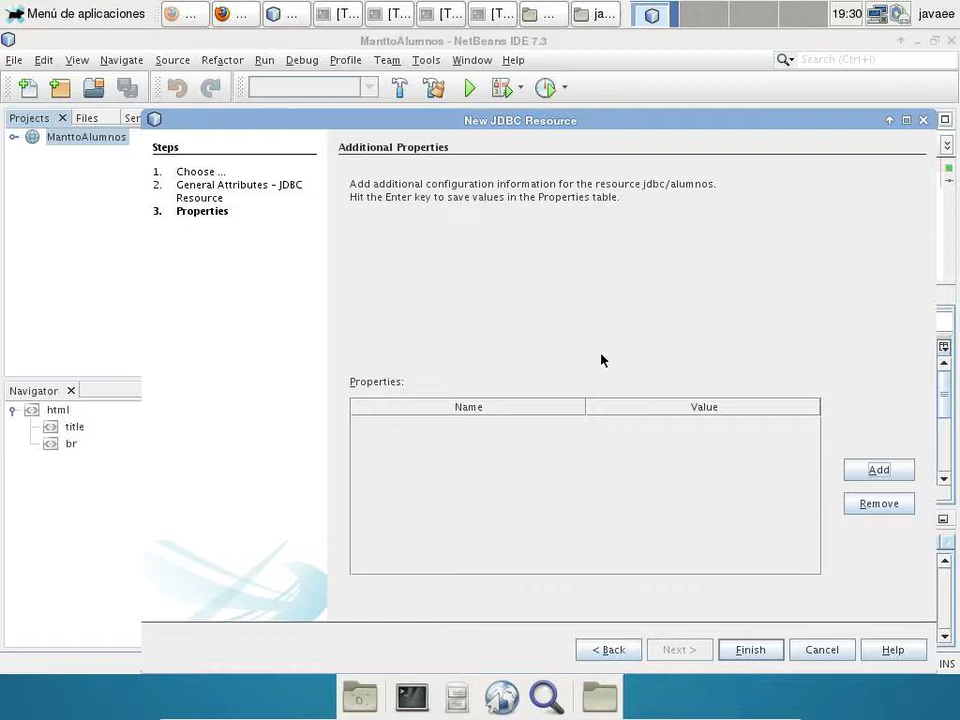 Menú de aplicaciones
...
...
...
[T...
[T...
[T...
[T...
...
ja...
19:30
javaee
ManttoAlumnos - NetBeans IDE 7.3
File Edit View Navigate Source Refactor Run Debug Profile Team Tools Window Help
Search (Ctrl+I)
Projects
Files
Ser
ManttoAlumnos
New JDBC Resource
Steps
1. Choose ...
2. General Attributes - JDBC
Resource
3. Properties
Additional Properties
Add additional configuration information for the resource jdbc/alumnos.
Hit the Enter key to save values in the Properties table.
Properties:
Name Value
Add
Remove
Navigator
html
title
br
< Back
Next >
Finish
Cancel
Help
INS